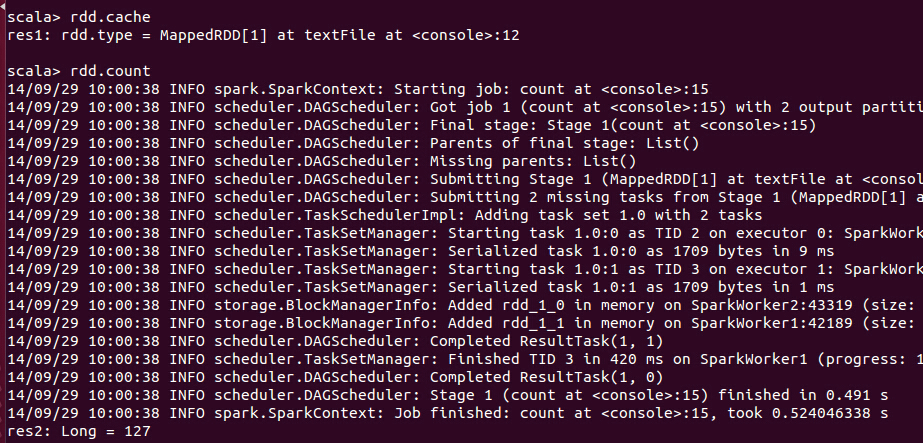 scala> rdd.cache
res1: rdd.type = MappedRDD[1] at textFile at <console>:12
scala> rdd.count
14/09/29 10:00:38 INFO spark.SparkContext: Starting job: count at <console>:15
14/09/29 10:00:38 INFO scheduler.DAGScheduler: Got job 1 (count at <console>:15) with 2 output partiti
14/09/29 10:00:38 INFO scheduler.DAGScheduler: Final stage: Stage 1(count at <console>:15)
14/09/29 10:00:38 INFO scheduler.DAGScheduler: Parents of final stage: List()
14/09/29 10:00:38 INFO scheduler.DAGScheduler: Missing parents: List()
14/09/29 10:00:38 INFO scheduler.DAGScheduler: Submitting Stage 1 (MappedRDD[1] at textFile at <consol
14/09/29 10:00:38 INFO scheduler.DAGScheduler: Submitting 2 missing tasks from Stage 1 (MappedRDD[1] a
14/09/29 10:00:38 INFO scheduler.TaskSchedulerImpl: Adding task set 1.0 with 2 tasks
14/09/29 10:00:38 INFO scheduler.TaskSetManager: Starting task 1.0:0 as TID 2 on executor 0: SparkWork
14/09/29 10:00:38 INFO scheduler.TaskSetManager: Serialized task 1.0:0 as 1709 bytes in 9 ms
14/09/29 10:00:38 INFO scheduler.TaskSetManager: Starting task 1.0:1 as TID 3 on executor 1: SparkWork
14/09/29 10:00:38 INFO scheduler.TaskSetManager: Serialized task 1.0:1 as 1709 bytes in 1 ms
14/09/29 10:00:38 INFO storage.BlockManagerInfo: Added rdd_1_0 in memory on SparkWorker2:43319 (size:
14/09/29 10:00:38 INFO storage.BlockManagerInfo: Added rdd_1_1 in memory on SparkWorker1:42189 (size:
14/09/29 10:00:38 INFO scheduler.DAGScheduler: Completed ResultTask(1, 1)
14/09/29 10:00:38 INFO scheduler.TaskSetManager: Finished TID 3 in 420 ms on SparkWorker1 (progress: 1
14/09/29 10:00:38 INFO scheduler.DAGScheduler: Completed ResultTask(1, 0)
14/09/29 10:00:38 INFO scheduler.DAGScheduler: Stage 1 (count at <console>:15) finished in 0.491 s
14/09/29 10:00:38 INFO spark.SparkContext: Job finished: count at <console>:15, took 0.524046338 s
res2: Long = 127